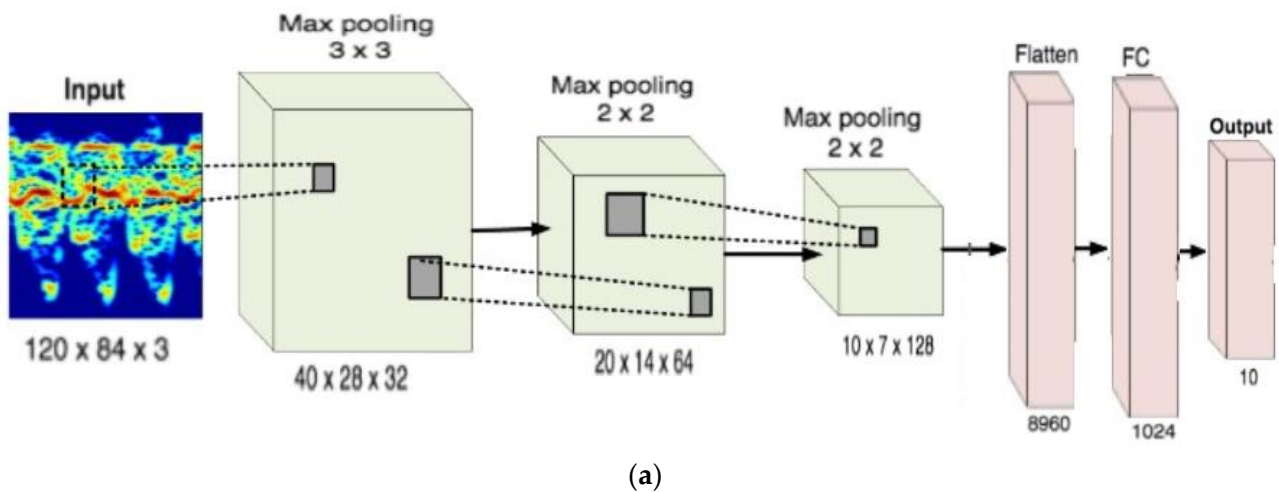 Input
120 x 84 x 3
Max pooling
3 x 3
40 x 28 x 32
Max pooling
2 x 2
20 x 14 x 64
Max pooling
2 x 2
10 x 7 x 128
Flatten
8960
FC
1024
Output
10
(a)